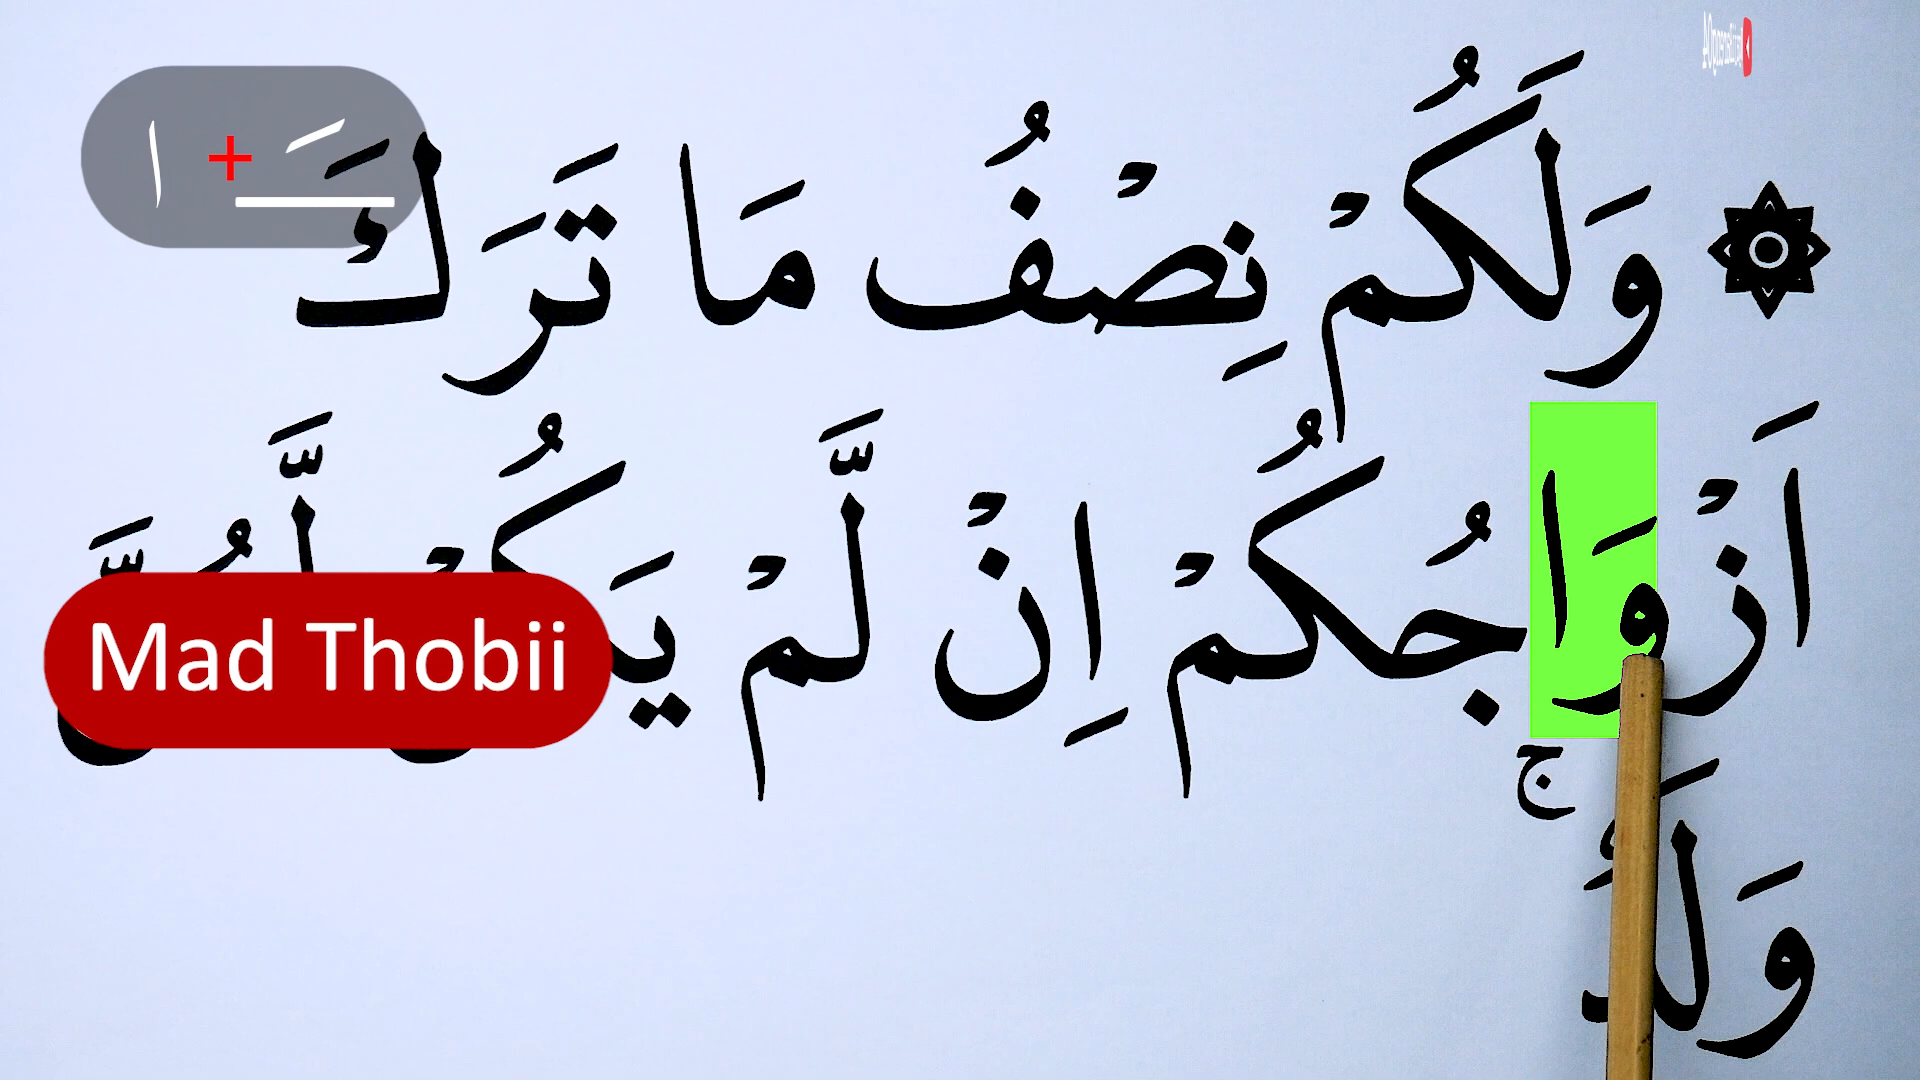 ۞ وَلَكُمْ نِصْفُ مَا تَرَكَ
اَزْوَاجُكُمْ اِنْ لَّمْ يَكُنْ لَّهُنَّ
وَلَدٌ ۚ
ـَ + ا
Mad Thobii